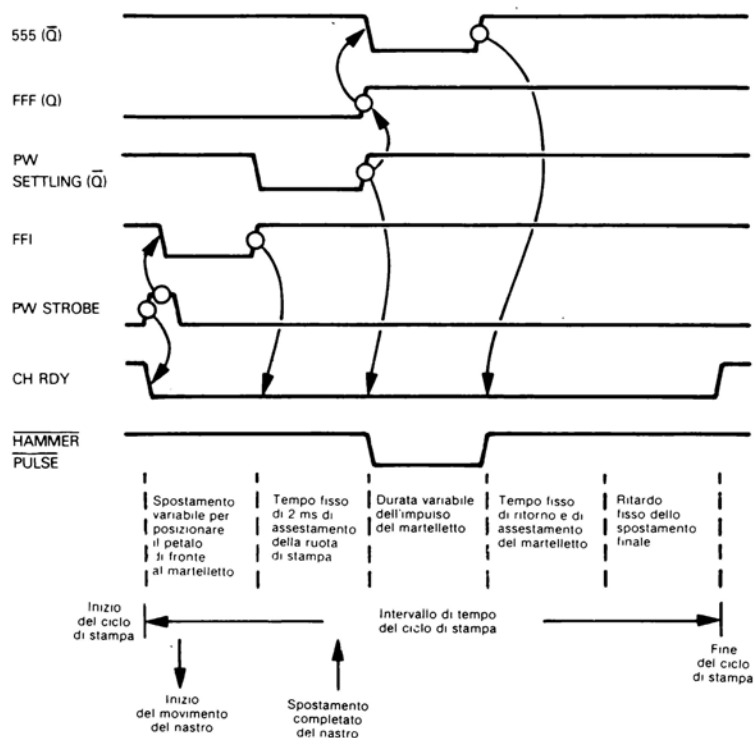 555 (Q̅)
FFF (Q)
PW
SETTLING (Q̅)
FFI
PW STROBE
CH RDY
HAMMER
PULSE
Spostamento
variabile per
posizionare
il petalo
di fronte
al martelletto
Tempo fisso
di 2 ms di
assestamento
della ruota
di stampa
Durata variabile
dell'impulso
del martelletto
Tempo fisso
di ritorno e di
assestamento
del martelletto
Ritardo
fisso dello
spostamento
finale
Inizio
del ciclo
di stampa
Intervallo di tempo
del ciclo di stampa
Fine
del ciclo
di stampa
Inizio
del movimento
del nastro
Spostamento
completato
del nastro